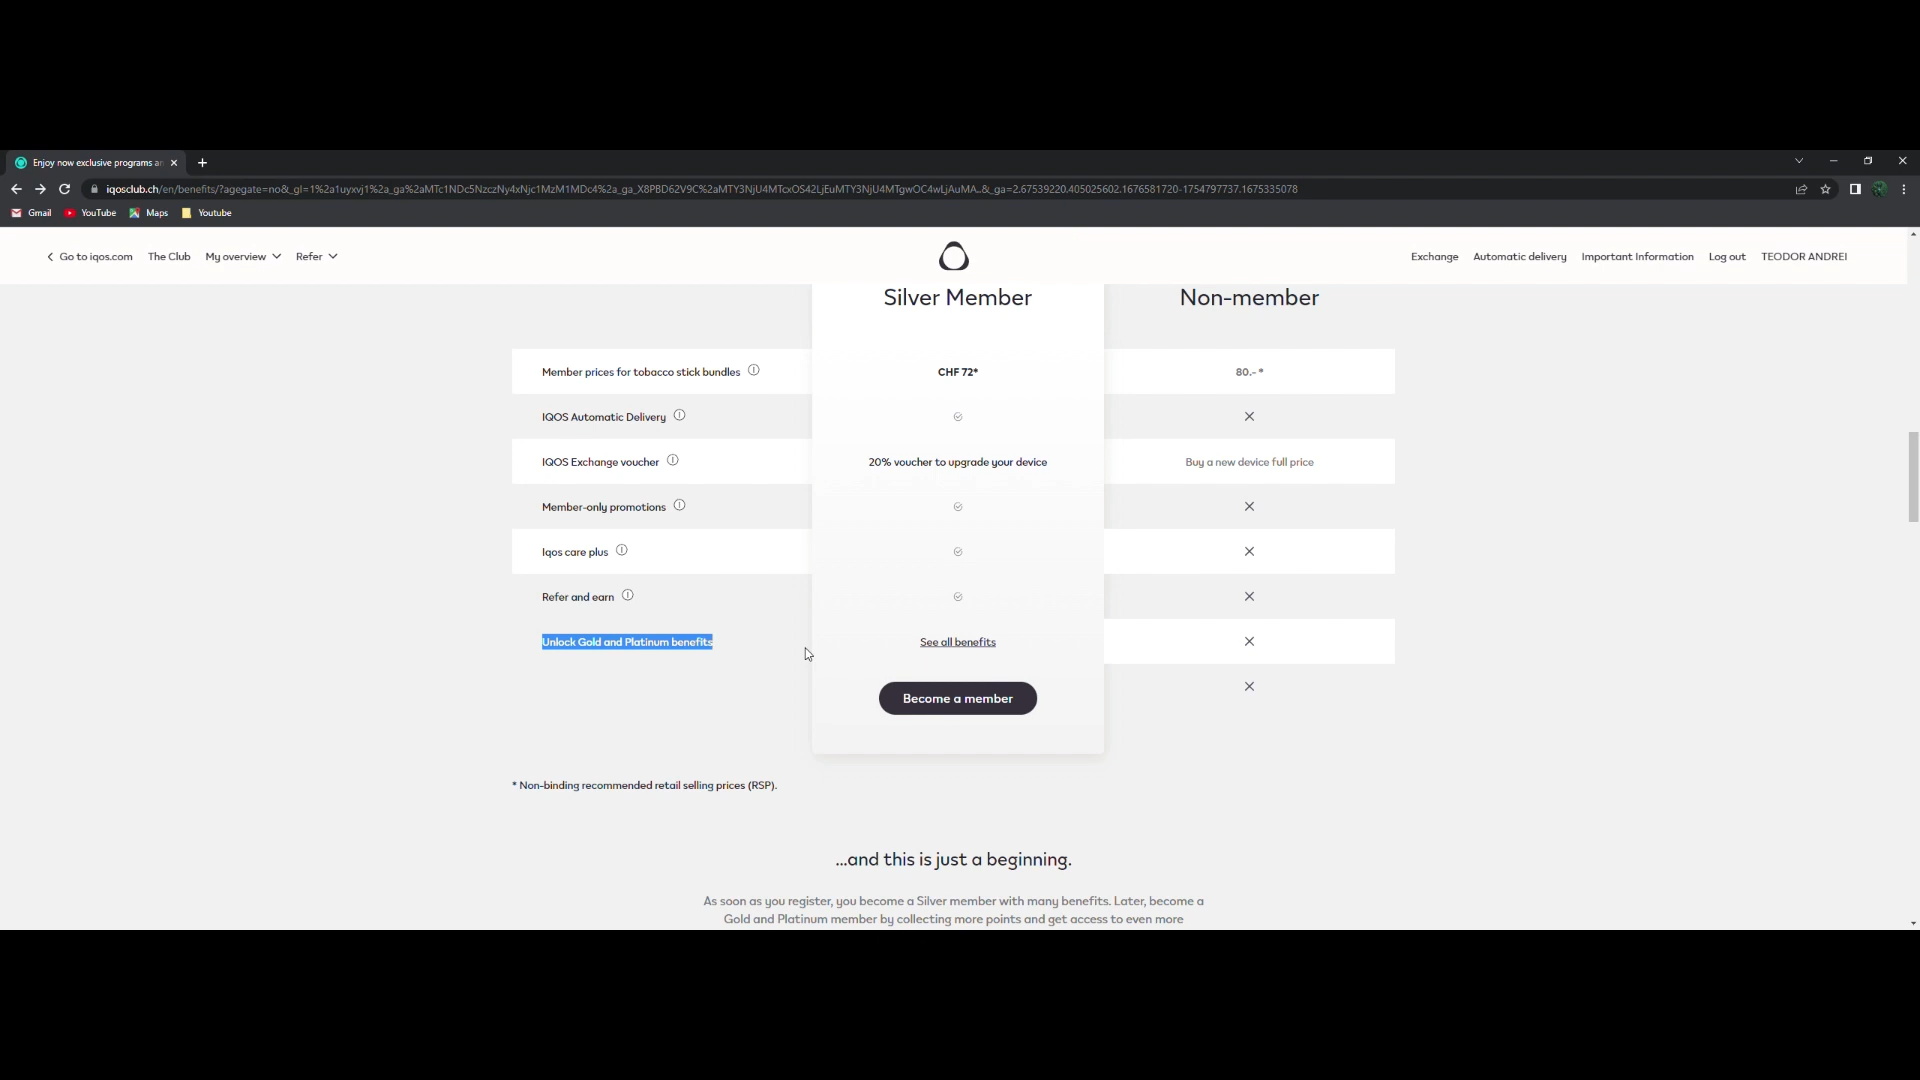 Enjoy now exclusive programs an
iqosclub.ch/en/benefits/?agegate=no&_gl=1%2a1uyxvj1%2a_ga%2aMTc1NDc5NzczNy4xNjc1MzM1MDc4%2a_ga_X8PBD62V9C%2aMTY3NjU4MTcxOS42LjEuMTY3NjU4MTgwOC4wLjAuMA..&_ga=2.67539220.405025602.1676581720-1754797737.1675335078
Gmail YouTube Maps Youtube
Go to iqos.com The Club My overview Refer Exchange Automatic delivery Important Information Log out TEODOR ANDREI
Silver Member Non-member
Member prices for tobacco stick bundles CHF 72* 80.- *
IQOS Automatic Delivery
IQOS Exchange voucher 20% voucher to upgrade your device Buy a new device full price
Member-only promotions
Iqos care plus
Refer and earn
Unlock Gold and Platinum benefits See all benefits
Become a member
* Non-binding recommended retail selling prices (RSP).
...and this is just a beginning.
As soon as you register, you become a Silver member with many benefits. Later, become a
Gold and Platinum member by collecting more points and get access to even more